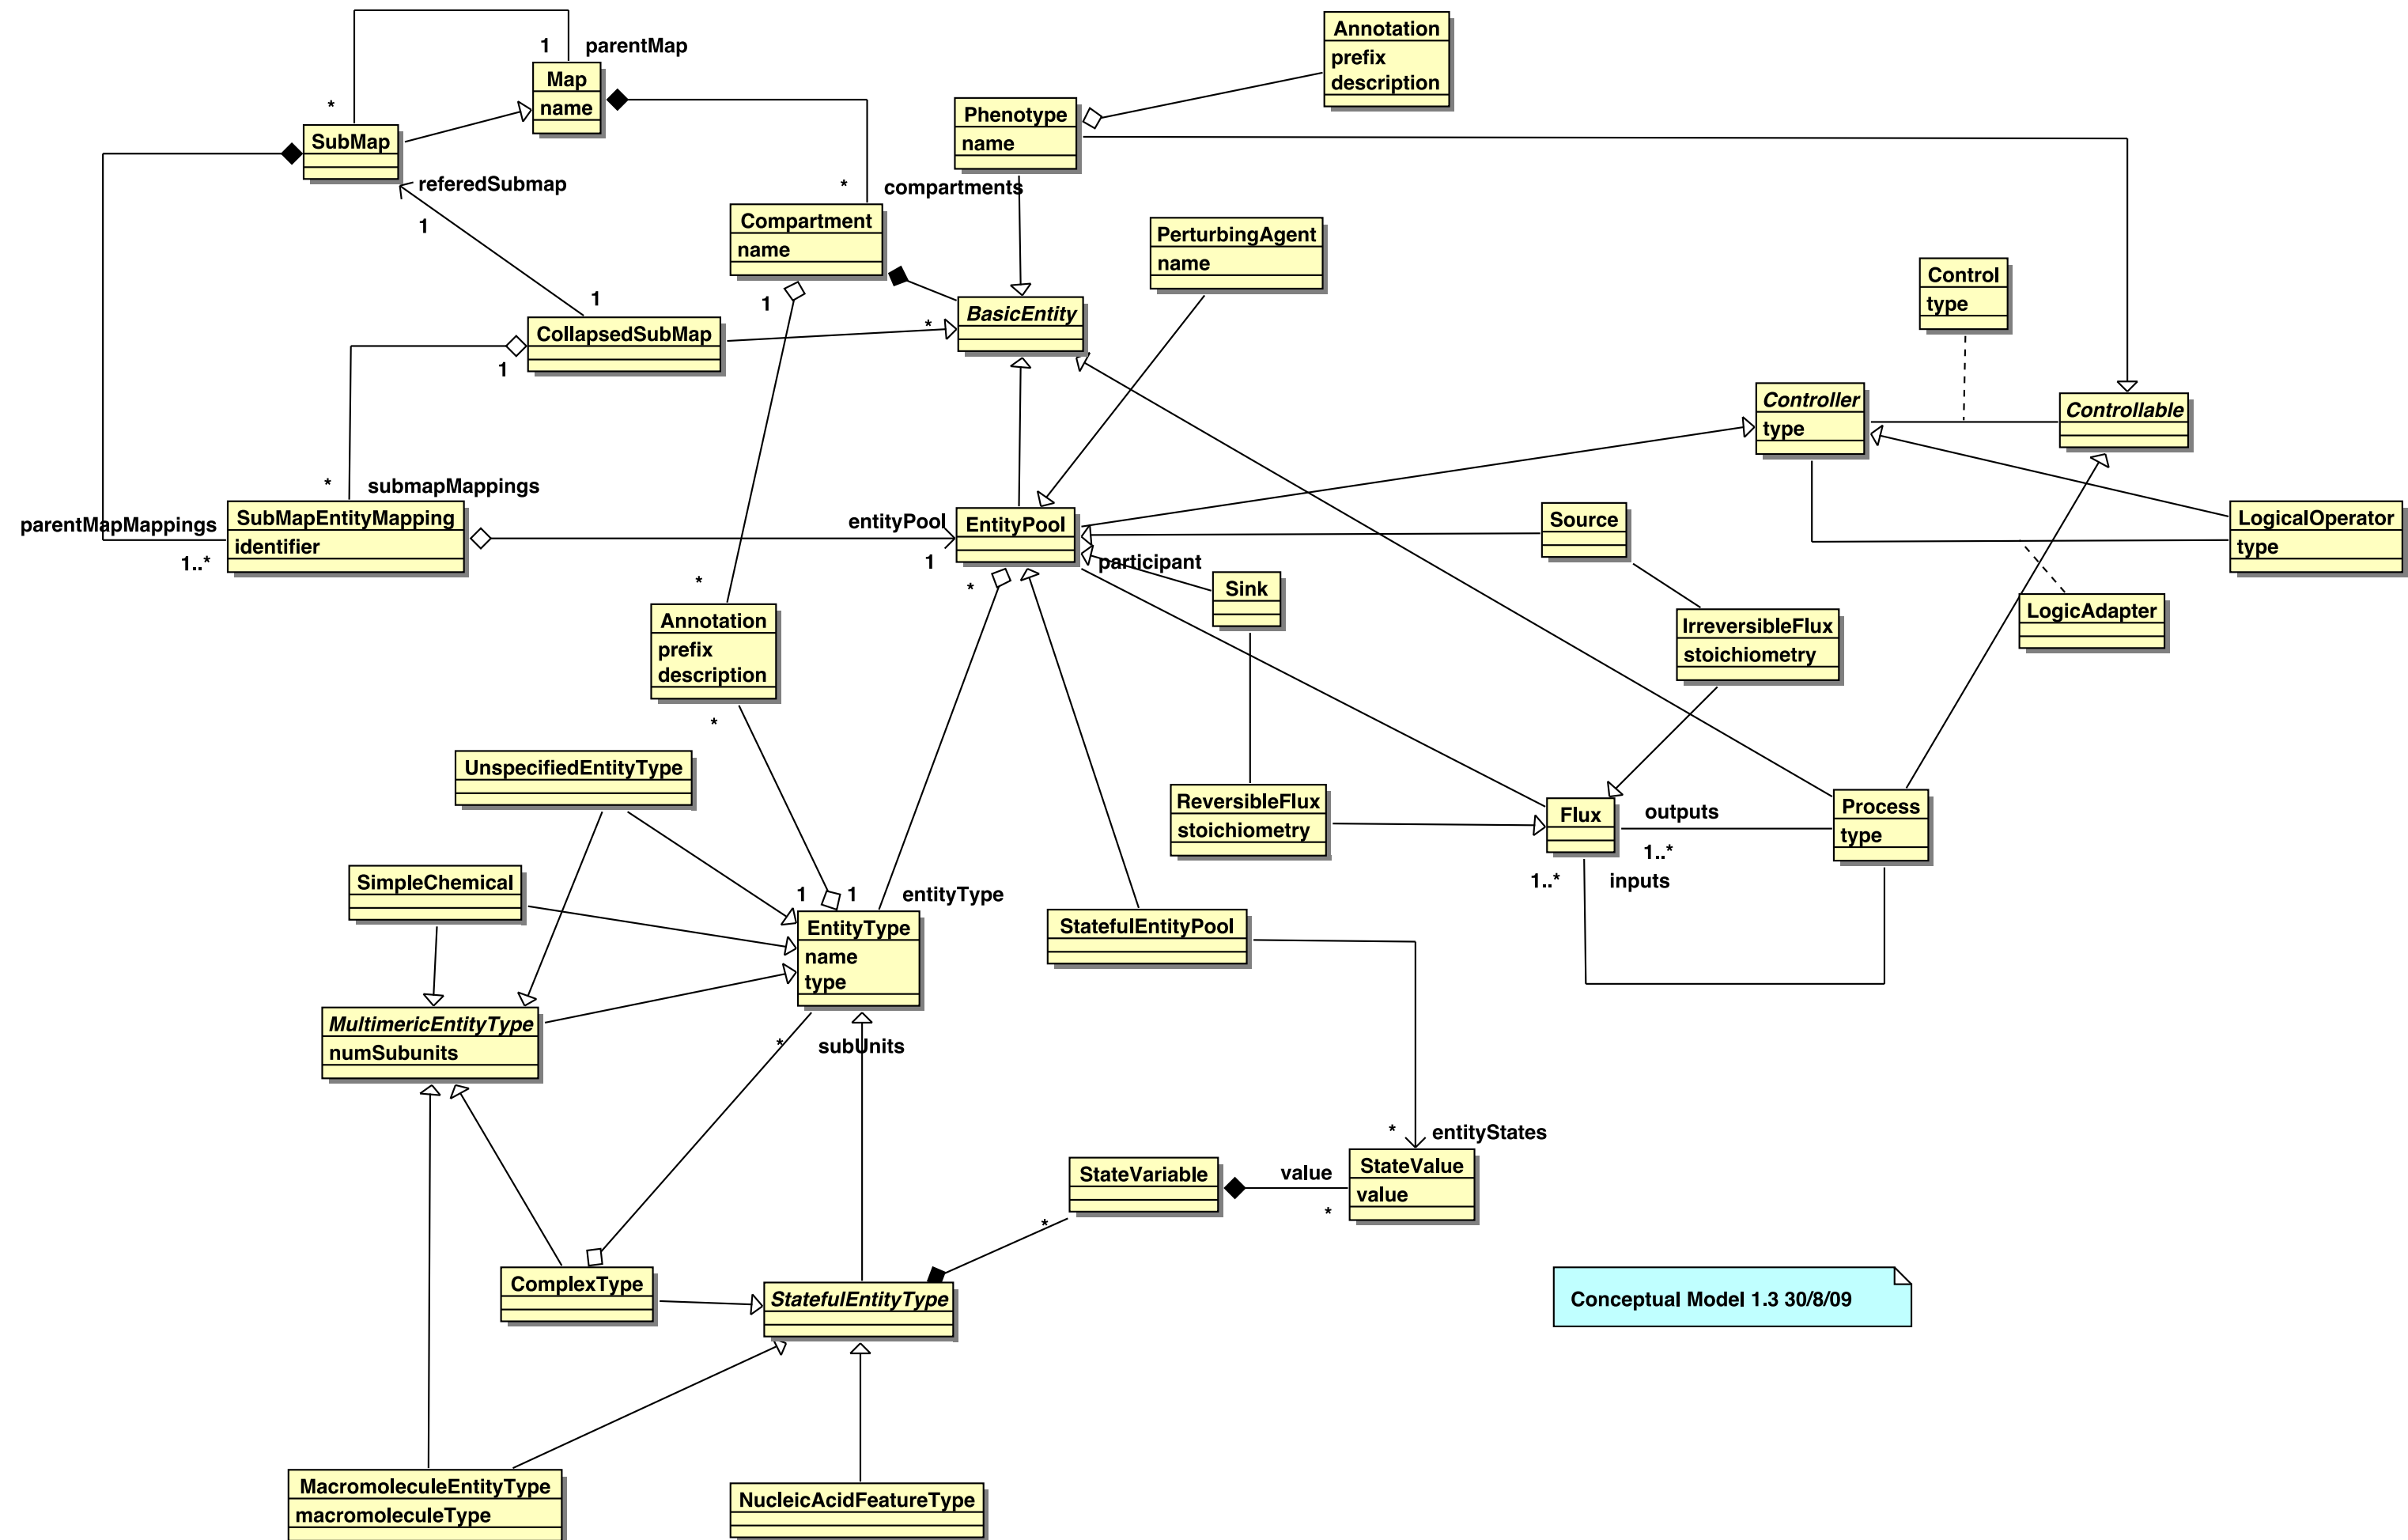 Annotation
prefix
description
1
parentMap
Map
name
*
SubMap
Phenotype
name
referedSubmap
1
*
compartments
Compartment
name
PerturbingAgent
name
Control
type
1
1
BasicEntity
*
CollapsedSubMap
1
Controller
type
Controllable
*
submapMappings
parentMapMappings
1..*
SubMapEntityMapping
identifier
entityPool
1
EntityPool
*
participant
Source
LogicalOperator
type
Sink
*
Annotation
prefix
description
*
IrreversibleFlux
stoichiometry
LogicAdapter
UnspecifiedEntityType
ReversibleFlux
stoichiometry
Flux
outputs
1..*
Process
type
1..*
inputs
SimpleChemical
1
1
entityType
EntityType
name
type
StatefulEntityPool
MultimericEntityType
numSubunits
*
subUnits
*
entityStates
StateVariable
value
*
StateValue
value
*
ComplexType
StatefulEntityType
Conceptual Model 1.3 30/8/09
MacromoleculeEntityType
macromoleculeType
NucleicAcidFeatureType